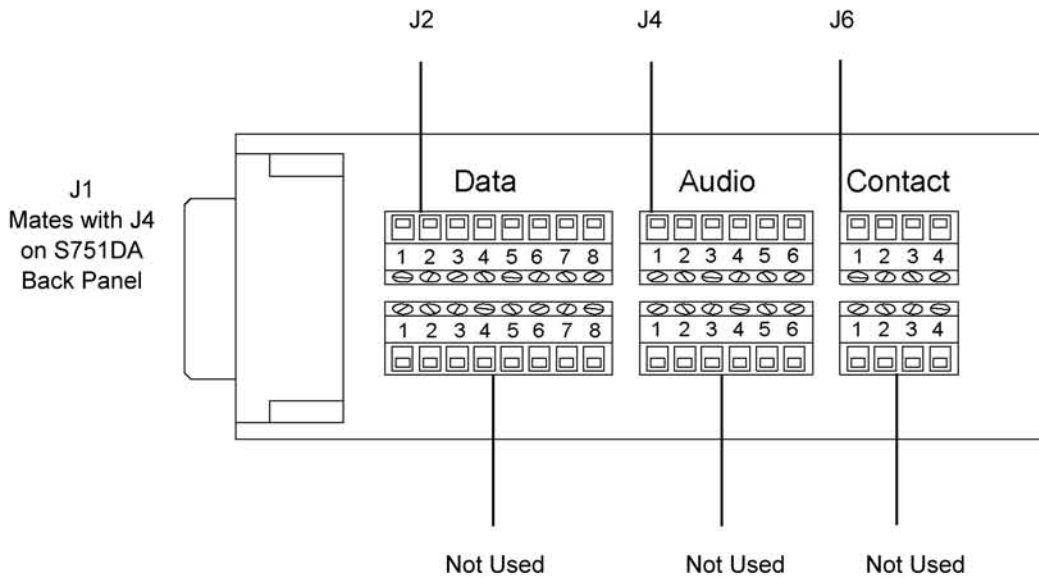 J2 J4 J6
J1
Mates with J4
on S751DA
Back Panel
Data Audio Contact
1 2 3 4 5 6 7 8 1 2 3 4 5 6 1 2 3 4
1 2 3 4 5 6 7 8 1 2 3 4 5 6 1 2 3 4
Not Used Not Used Not Used